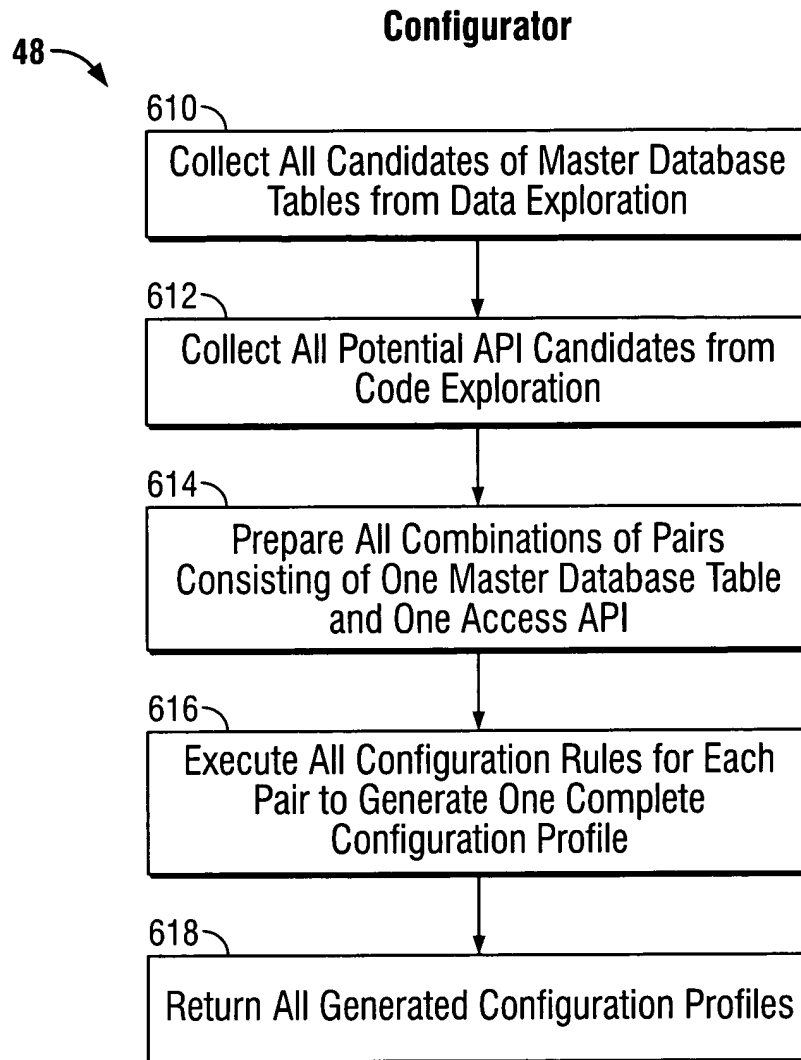 Configurator
48
610
Collect All Candidates of Master Database
Tables from Data Exploration
612
Collect All Potential API Candidates from
Code Exploration
614
Prepare All Combinations of Pairs
Consisting of One Master Database Table
and One Access API
616
Execute All Configuration Rules for Each
Pair to Generate One Complete
Configuration Profile
618
Return All Generated Configuration Profiles